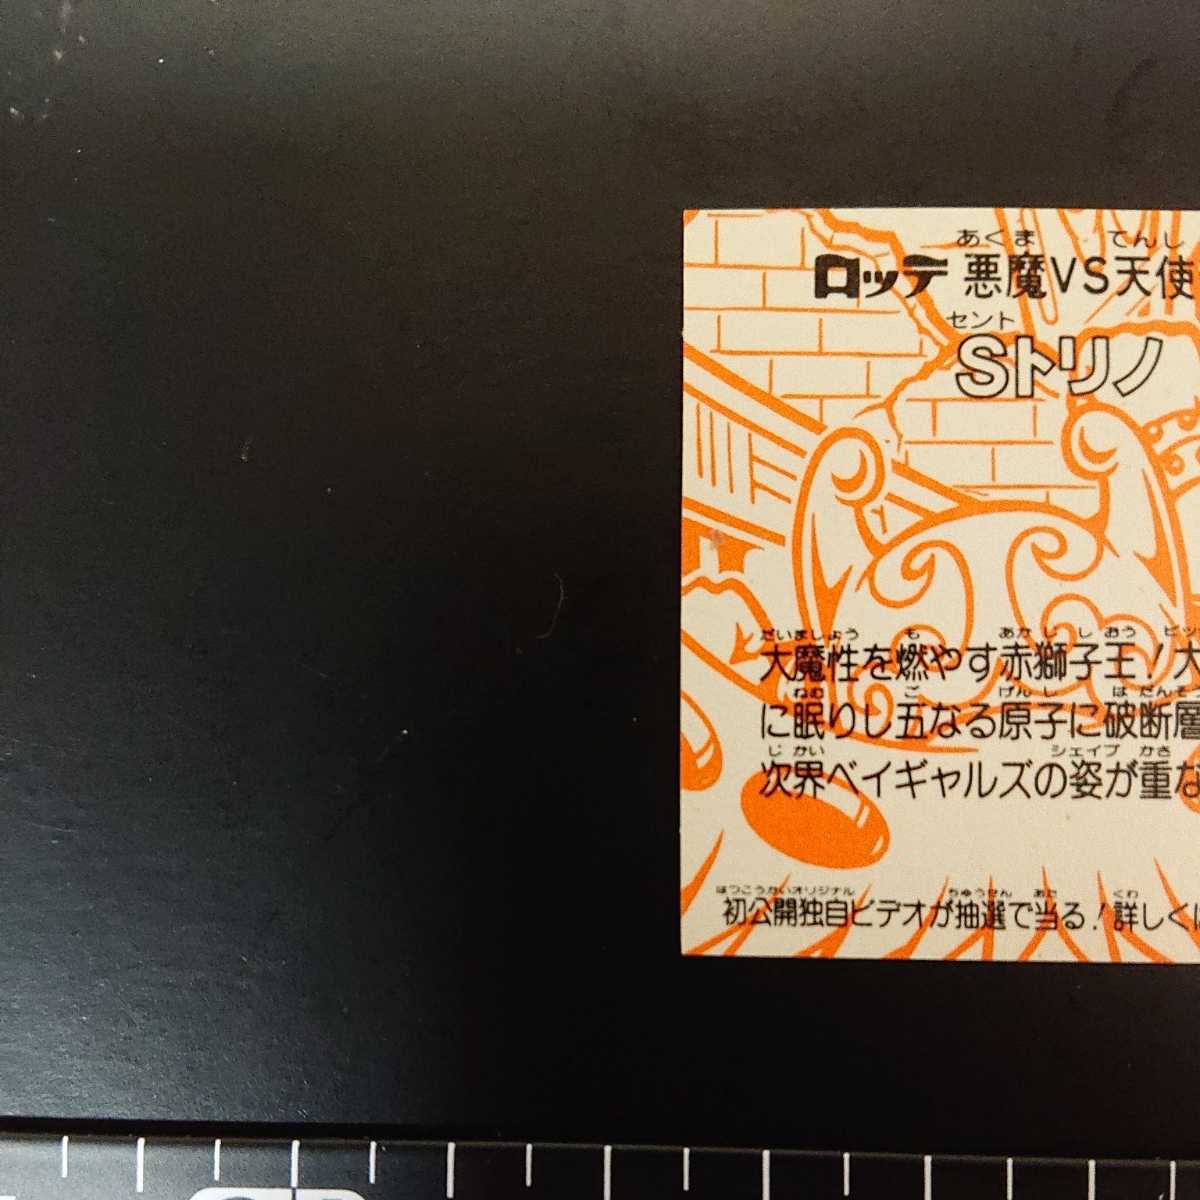 あくま てんし
ロッテ 悪魔VS天使
セント
Sトリノ
だいましょう も あかじしおう ビッ
大魔性を燃やす赤獅子王!大
ねむ ご げんし はだんそう
に眠りし五なる原子に破断層
じかい シェイプ かさ
次界ベイギャルズの姿が重な
はつこうかいオリジナル ちゅうせん あた くわ
初公開独自ビデオが抽選で当る!詳しくは